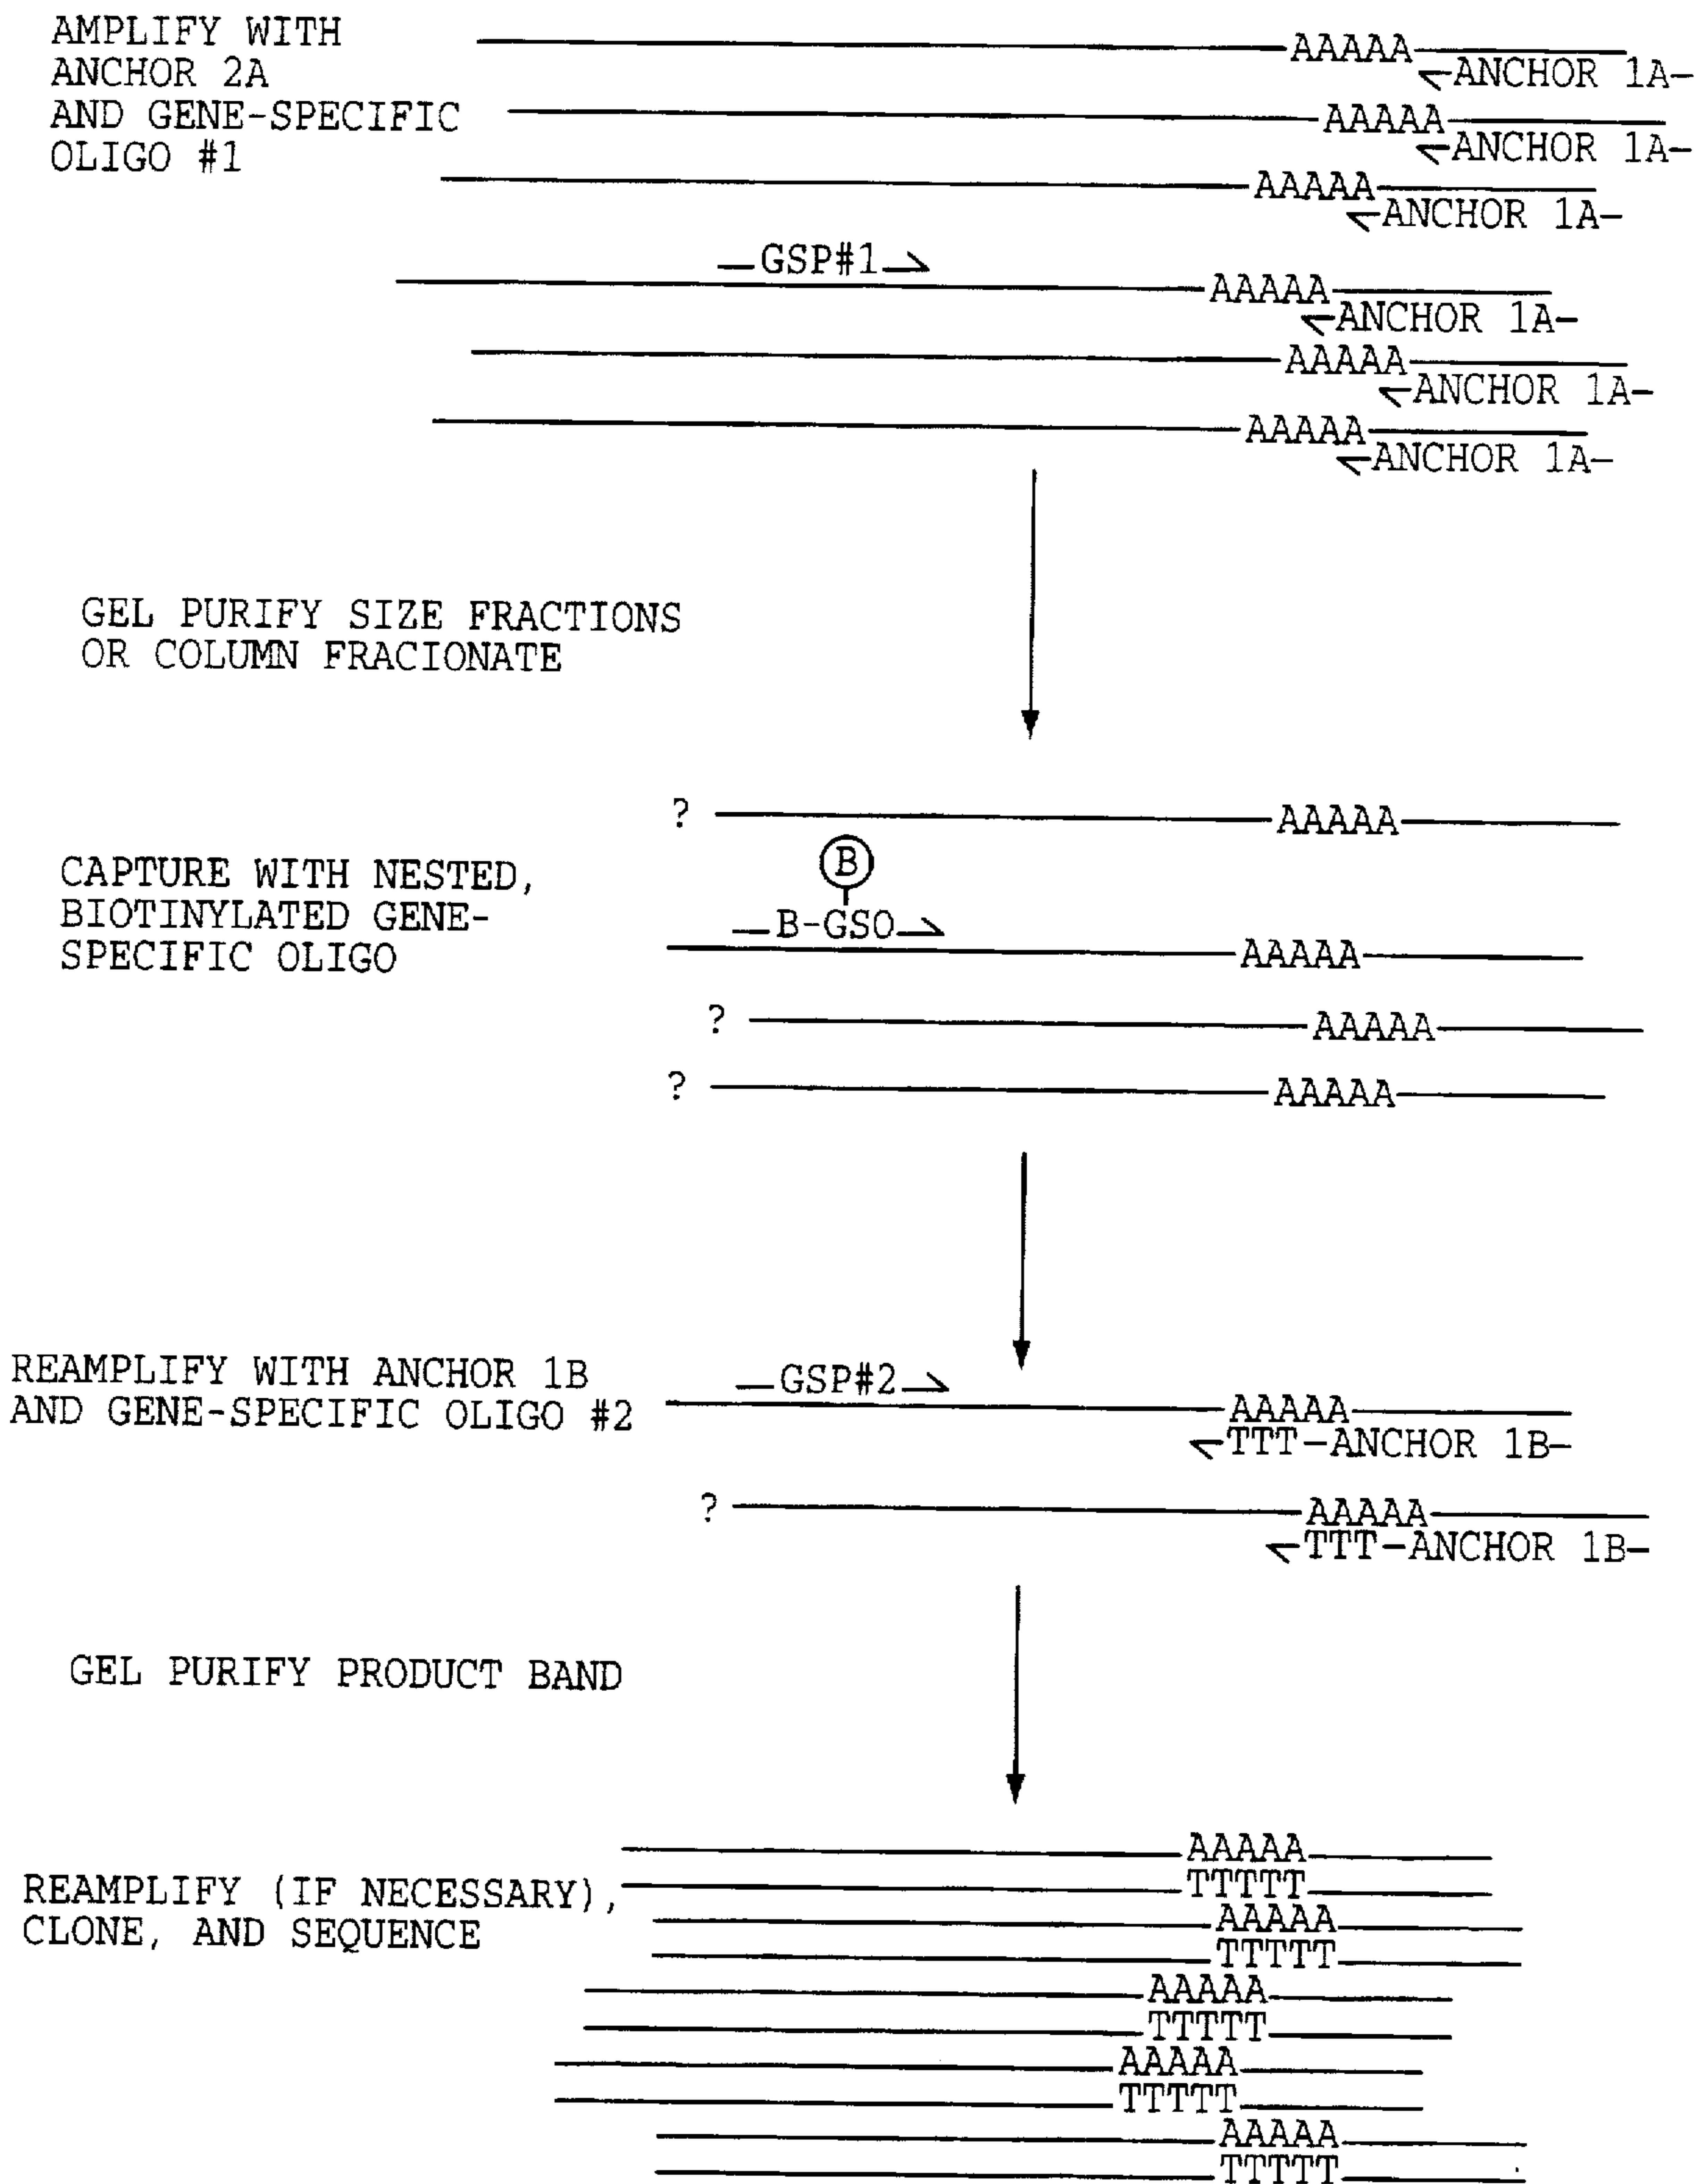 AMPLIFY WITH
ANCHOR 2A
AND GENE-SPECIFIC
OLIGO #1
AAAAA
<ANCHOR 1A-
AAAAA
<ANCHOR 1A-
AAAAA
<ANCHOR 1A-
GSP#1
AAAAA
<ANCHOR 1A-
AAAAA
<ANCHOR 1A-
AAAAA
<ANCHOR 1A-
GEL PURIFY SIZE FRACTIONS
OR COLUMN FRACIONATE
? AAAAA
CAPTURE WITH NESTED,
BIOTINYLATED GENE-
SPECIFIC OLIGO
B
B-GSO
AAAAA
? AAAAA
? AAAAA
REAMPLIFY WITH ANCHOR 1B
AND GENE-SPECIFIC OLIGO #2
GSP#2
AAAAA
<TTT-ANCHOR 1B-
? AAAAA
<TTT-ANCHOR 1B-
GEL PURIFY PRODUCT BAND
REAMPLIFY (IF NECESSARY),
CLONE, AND SEQUENCE
AAAAA
TTTTT
AAAAA
TTTTT
AAAAA
TTTTT
AAAAA
TTTTT
AAAAA
TTTTT